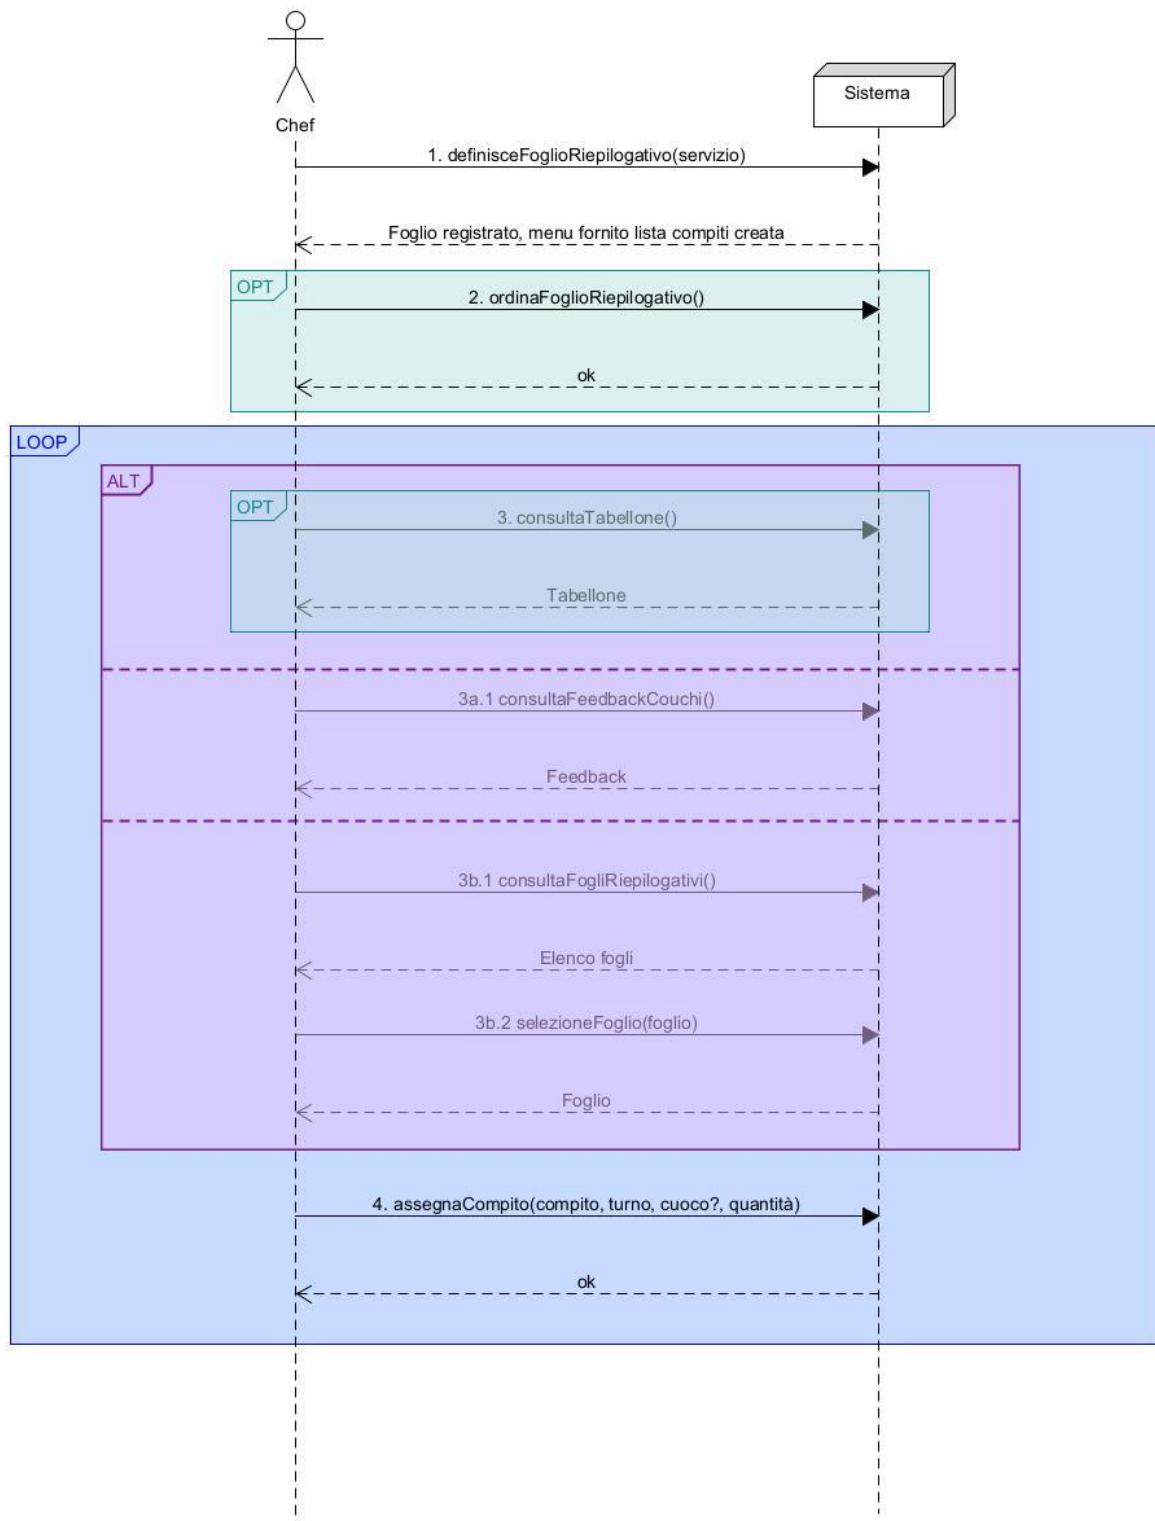 Chef
Sistema
1. definisceFoglioRiepilogativo(servizio)
Foglio registrato, menu fornito lista compiti creata
OPT
2. ordinaFoglioRiepilogativo()
ok
LOOP
ALT
OPT
3. consultaTabellone()
Tabellone
3a.1 consultaFeedbackCouchi()
Feedback
3b.1 consultaFogliRiepilogativi()
Elenco fogli
3b.2 selezioneFoglio(foglio)
Foglio
4. assegnaCompito(compito, turno, cuoco?, quantità)
ok